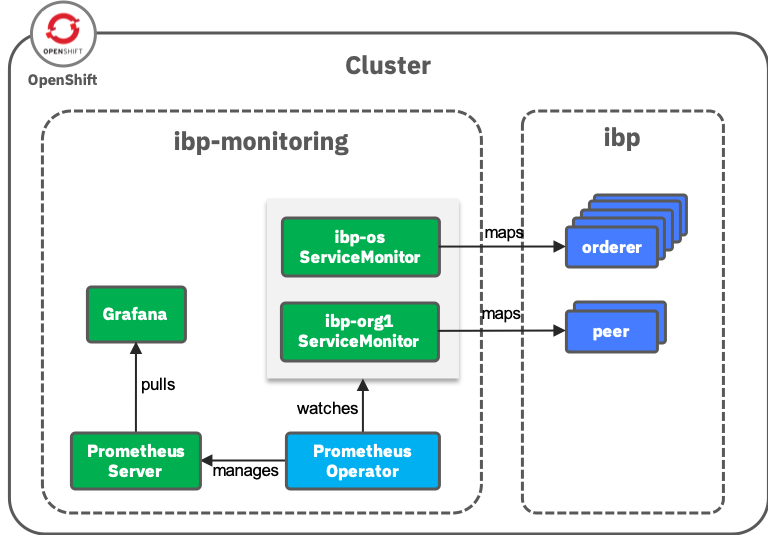 OPENSHIFT
OpenShift
Cluster
ibp-monitoring
ibp
ibp-os
ServiceMonitor
maps
orderer
ibp-org1
ServiceMonitor
maps
peer
Grafana
pulls
watches
Prometheus
Server
manages
Prometheus
Operator